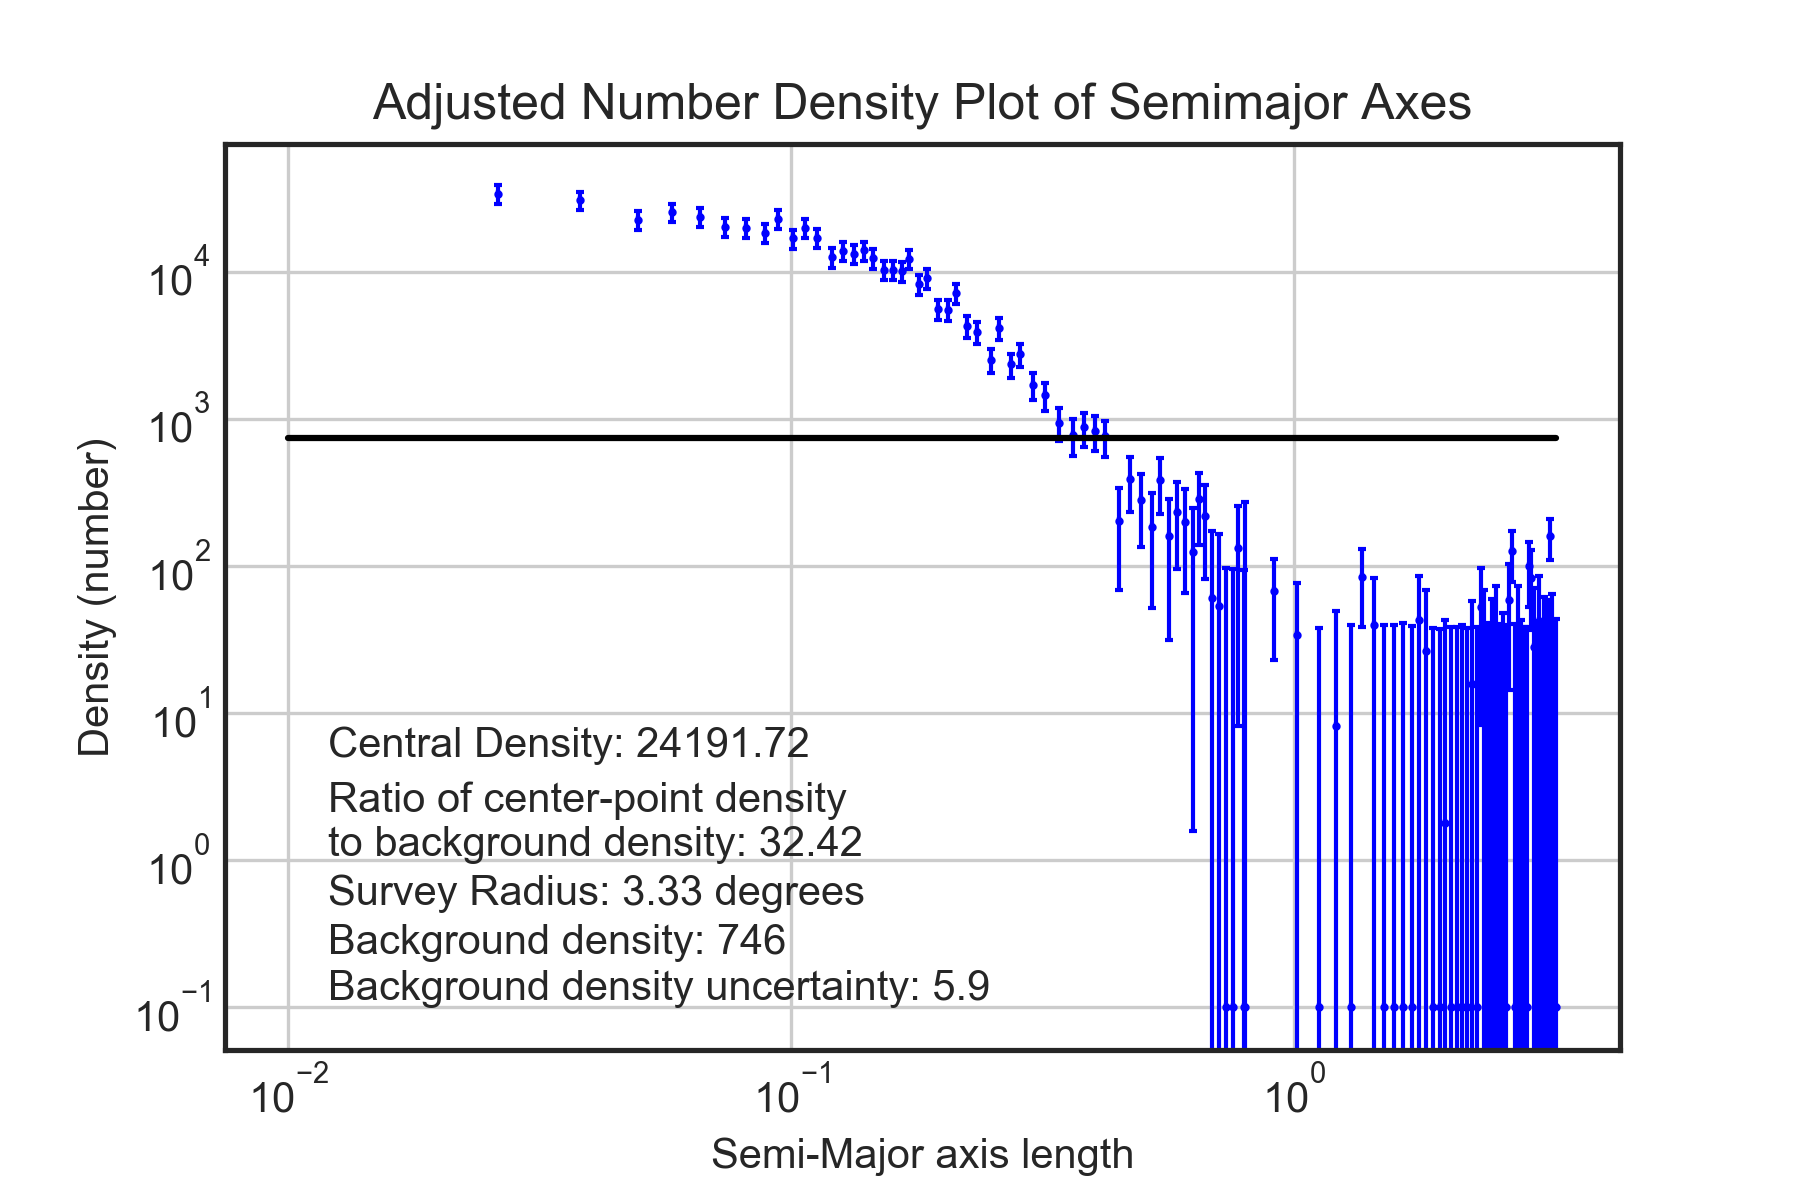 Adjusted Number Density Plot of Semimajor Axes
Density (number)
10^4
10^3
10^2
10^1
10^0
10^−1
Central Density: 24191.72
Ratio of center-point density
to background density: 32.42
Survey Radius: 3.33 degrees
Background density: 746
Background density uncertainty: 5.9
10^−2 10^−1 10^0
Semi-Major axis length